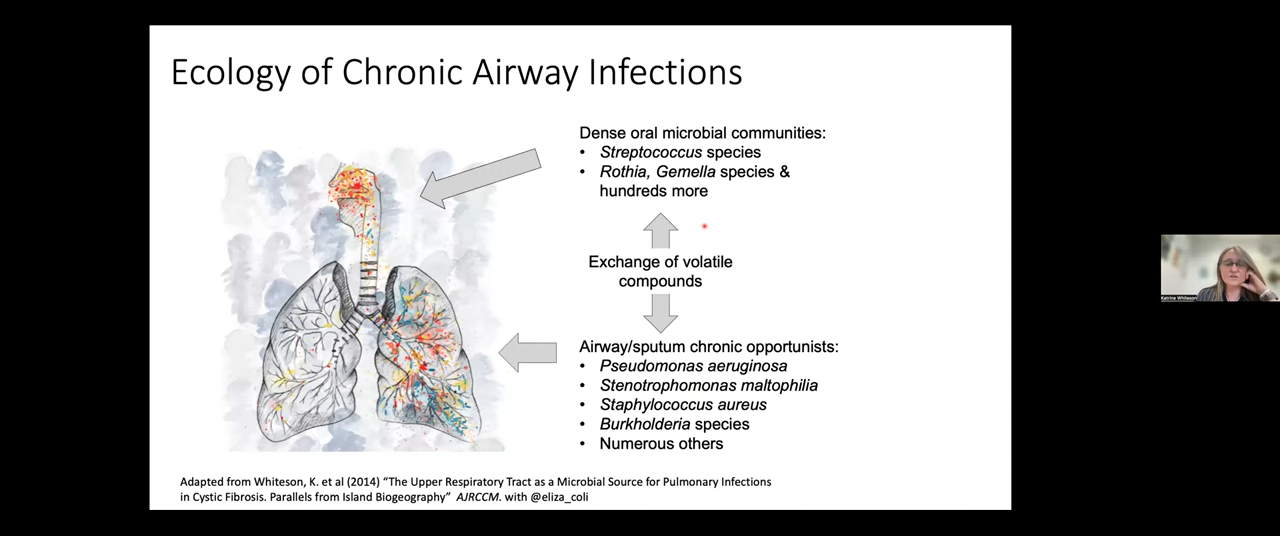 Ecology of Chronic Airway Infections
Dense oral microbial communities:
• Streptococcus species
• Rothia, Gemella species &
hundreds more
Exchange of volatile
compounds
Airway/sputum chronic opportunists:
• Pseudomonas aeruginosa
• Stenotrophomonas maltophilia
• Staphylococcus aureus
• Burkholderia species
• Numerous others
Adapted from Whiteson, K. et al (2014) “The Upper Respiratory Tract as a Microbial Source for Pulmonary Infections
in Cystic Fibrosis. Parallels from Island Biogeography” AJRCCM. with @eliza_coli
Katrine Whiteson